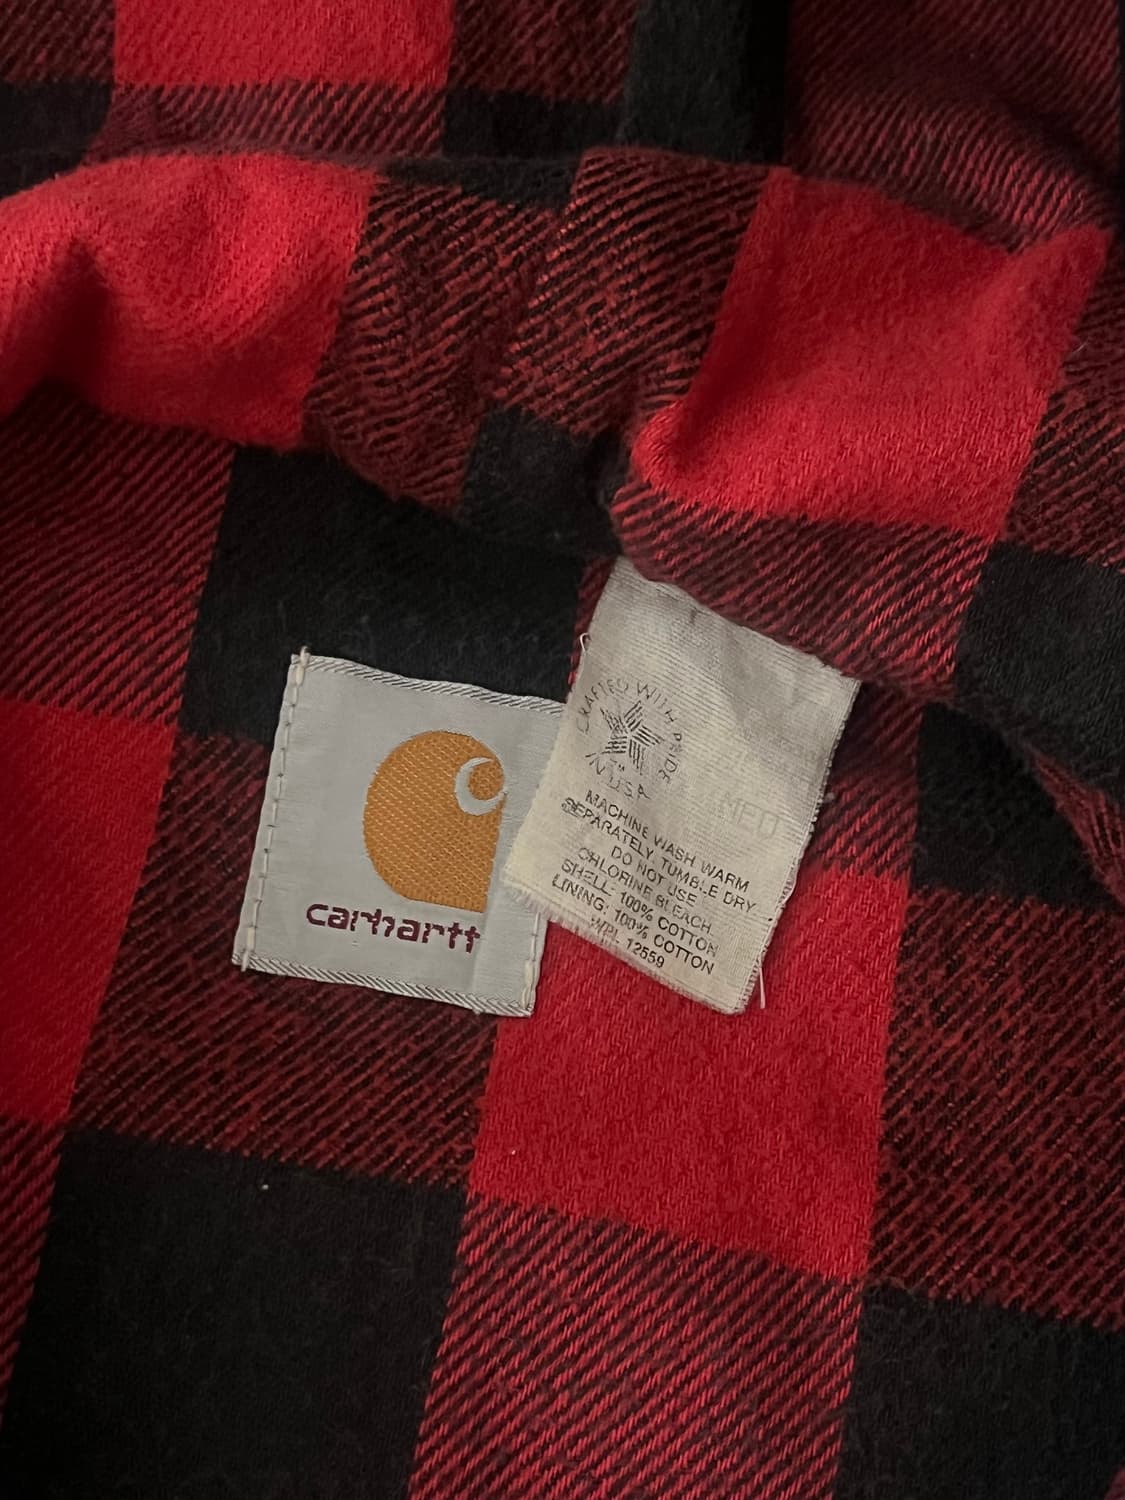 carhartt
CRAFTED WITH PRIDE
IN U.S.A
TM
MED
MACHINE WASH WARM
SEPARATELY. TUMBLE DRY
DO NOT USE
CHLORINE BLEACH.
SHELL: 100% COTTON
LINING: 100% COTTON
WPL 12559